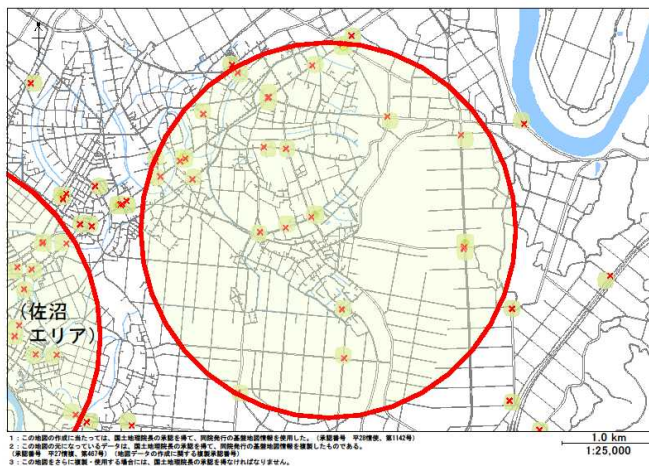 (佐沼
エリア)
1.0 km
1:25,000
1:この地図の作成に当たっては、国土地理院長の承認を得て、同院発行の基盤地図情報を使用した。(承認番号 平28情使、第1142号)
2:この地図の元になっているデータは、国土地理院長の承認を得て、同院発行の基盤地図情報を複製したものである。
(承認番号 平27情複、第467号)(地図データの作成に関する複製承認番号)
3:この地図をさらに複製・使用する場合には、国土地理院長の承認を得なければなりません。